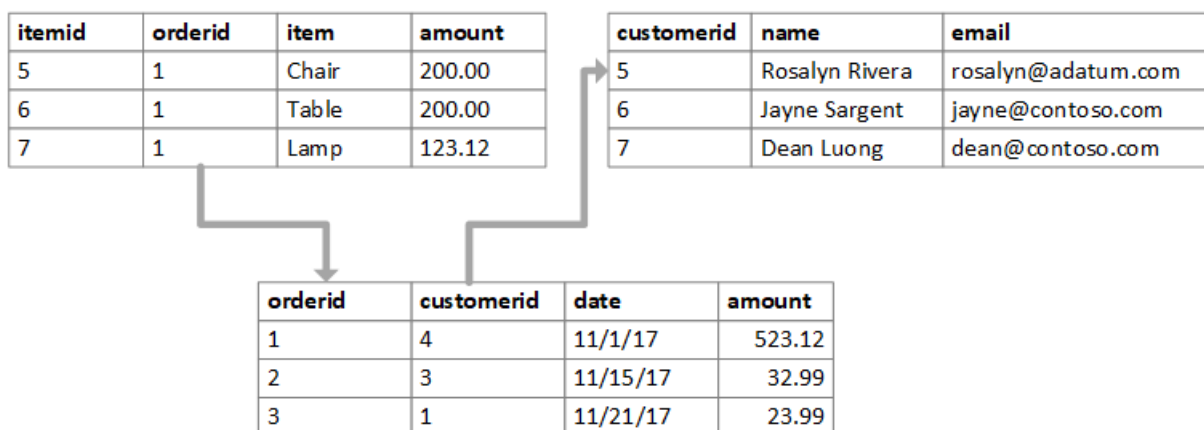 itemid orderid item amount
5 1 Chair 200.00
6 1 Table 200.00
7 1 Lamp 123.12
customerid name email
5 Rosalyn Rivera rosalyn@adatum.com
6 Jayne Sargent jayne@contoso.com
7 Dean Luong dean@contoso.com
orderid customerid date amount
1 4 11/1/17 523.12
2 3 11/15/17 32.99
3 1 11/21/17 23.99